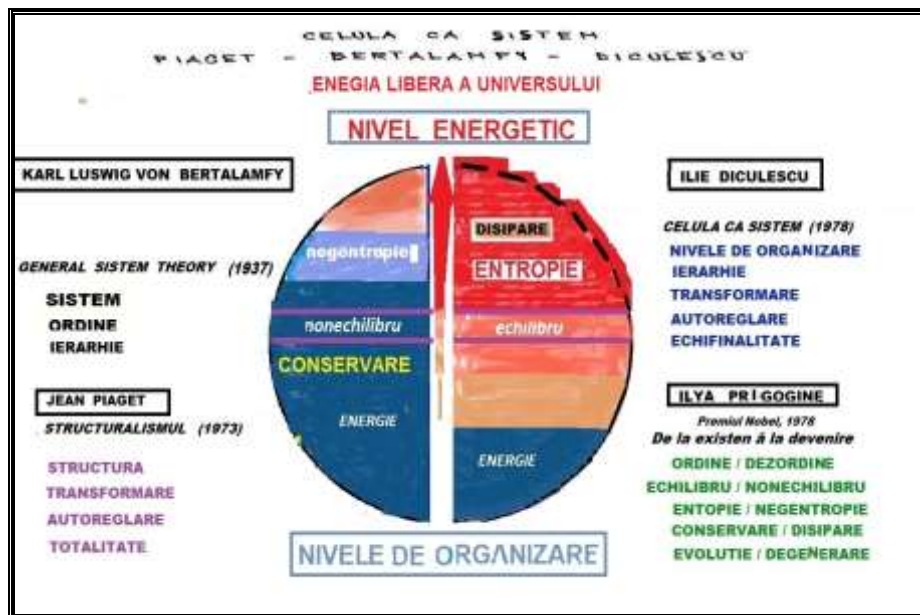 CELULA CA SISTEM
PIAGET - BERTALAMFY - DICULESCU
ENEGIA LIBERA A UNIVERSULUI
NIVEL ENERGETIC
KARL LUSWIG VON BERTALAMFY
GENERAL SISTEM THEORY (1937)
SISTEM
ORDINE
IERARHIE
JEAN PIAGET
STRUCTURALISMUL (1973)
STRUCTURA
TRANSFORMARE
AUTOREGLARE
TOTALITATE
negontropie
nonechilibru
CONSERVARE
ENERGIE
DISIPARE
ENTROPIE
echilibru
ENERGIE
NIVELE DE ORGANIZARE
ILIE DICULESCU
CELULA CA SISTEM (1978)
NIVELE DE ORGANIZARE
IERARHIE
TRANSFORMARE
AUTOREGLARE
ECHIFINALITATE
ILYA PRIGOGINE
Premiul Nobel, 1978
De la existen á la devenire
ORDINE / DEZORDINE
ECHILIBRU / NONECHILIBRU
ENTOPIE / NEGENTROPIE
CONSERVARE / DISIPARE
EVOLUTIE / DEGENERARE